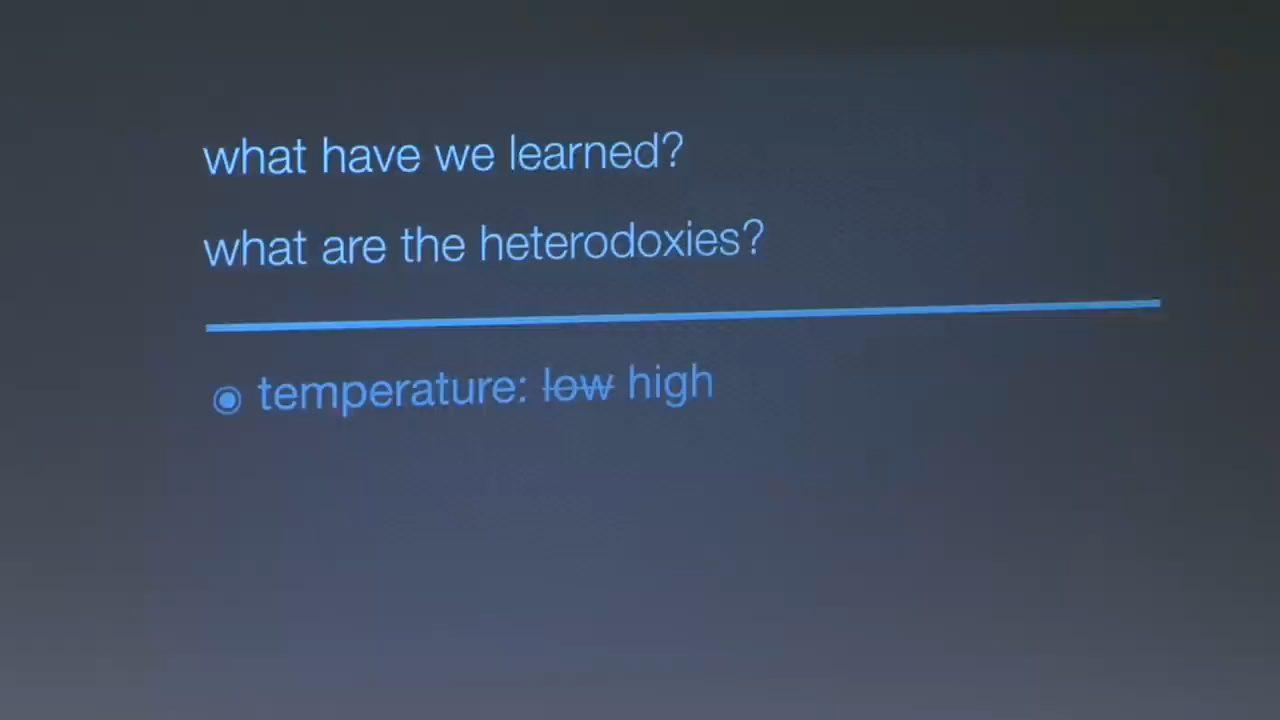 what have we learned?
what are the heterodoxies?
temperature: low high